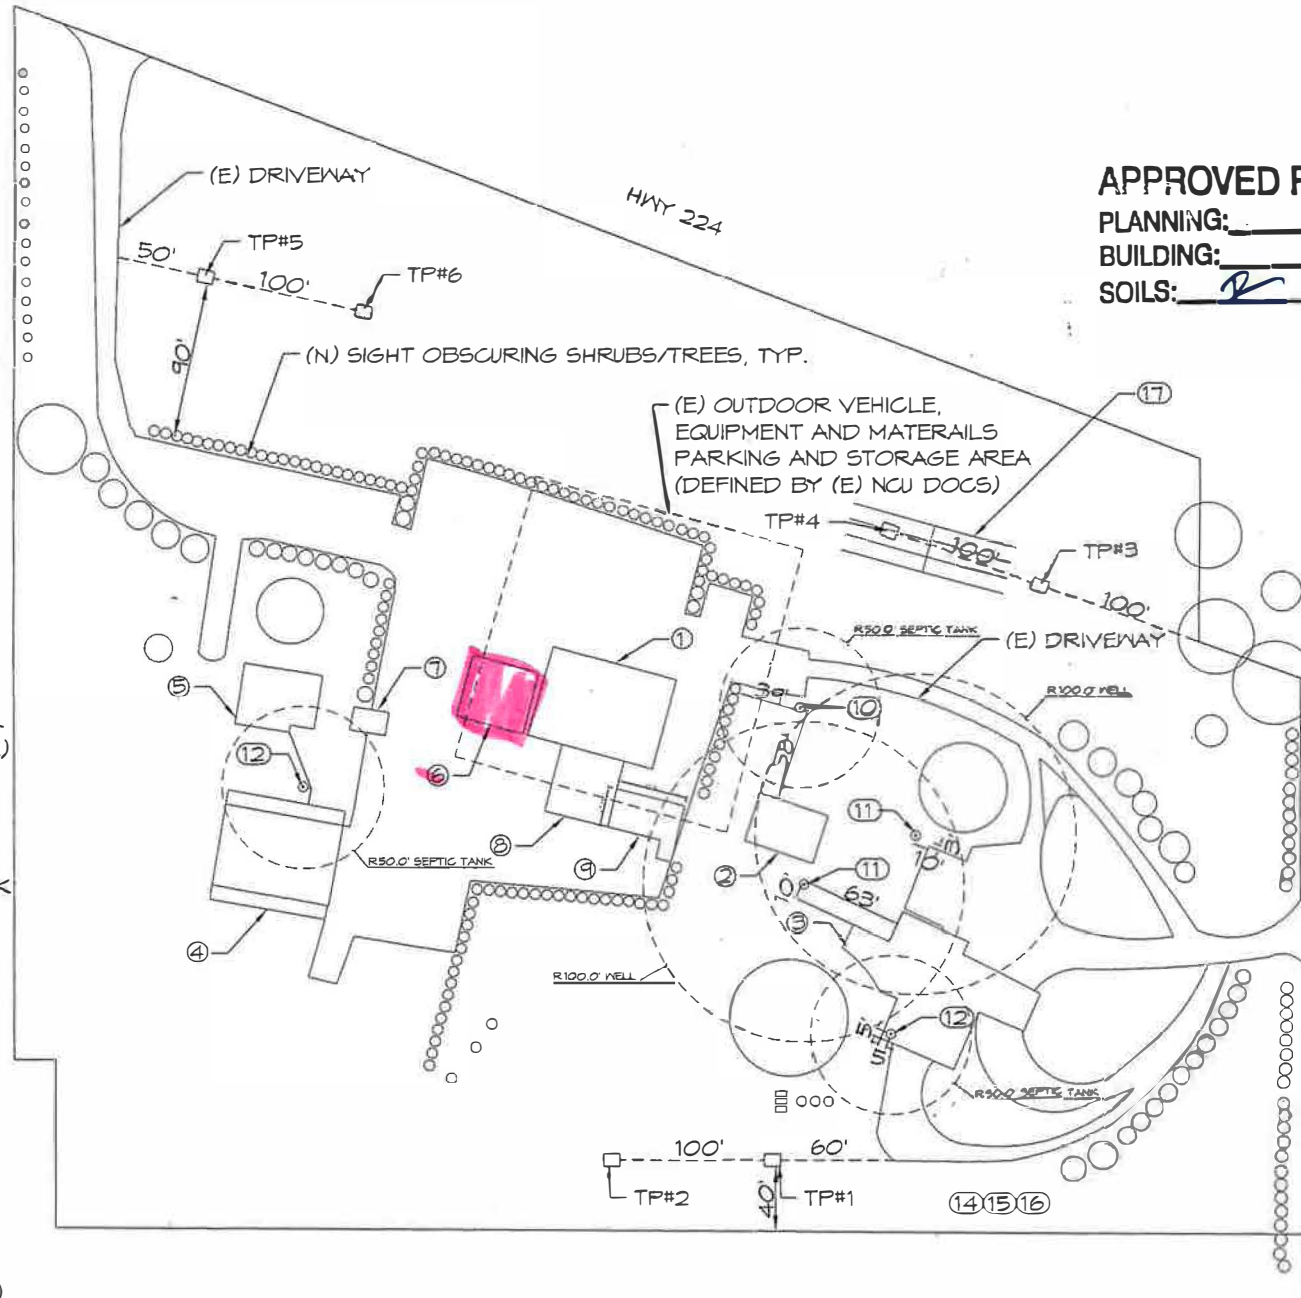 APPROVED
PLANNING:
BUILDING:
SOILS:
(E) DRIVEWAY
HWY 224
50'
TP#5
100'
TP#6
90'
(N) SIGHT OBSCURING SHRUBS/TREES, TYP.
(E) OUTDOOR VEHICLE,
EQUIPMENT AND MATERAILS
PARKING AND STORAGE AREA
(DEFINED BY (E) NCU DOCS)
17
TP#4
100'
TP#3
100'
R50.0' SEPTIC TANK
(E) DRIVEWAY
R100.0' WELL
1
7
5
10
12
6
38'
11
8
9
2
16'
11
63'
3
R50.0' SEPTIC TANK
4
R100.0' WELL
12
5'
R50.0' SEPTIC TANK
100'
60'
TP#2
40'
TP#1
14 15 16